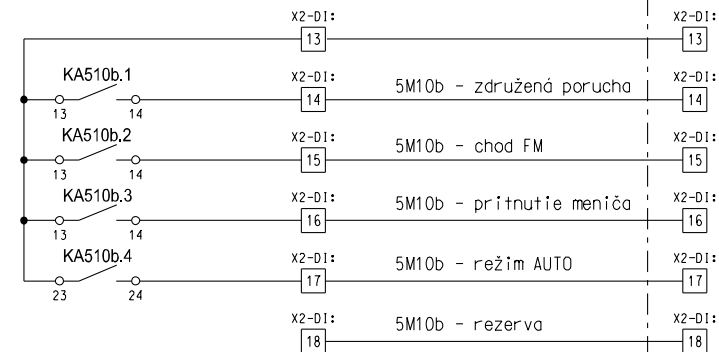 X2-DI: X2-DI:
13 13
KA510b.1 X2-DI: 5M10b - združená porucha X2-DI:
13 14 14 14
KA510b.2 X2-DI: 5M10b - chod FM X2-DI:
13 14 15 15
KA510b.3 X2-DI: 5M10b - pritnutie meniča X2-DI:
13 14 16 16
KA510b.4 X2-DI: 5M10b - režim AUTO X2-DI:
23 24 17 17
X2-DI: 5M10b - rezerva X2-DI:
18 18